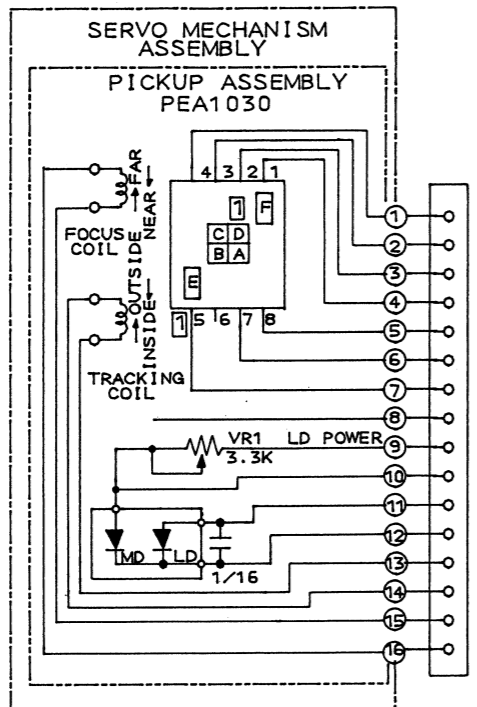 SERVO MECHANISM
ASSEMBLY
PICKUP ASSEMBLY
PEA1030
4 3 2 1
1
F
C D
B A
E
1
5 6 7 8
FAR
NEAR
FOCUS
COIL
OUTSIDE
INSIDE
TRACKING
COIL
VR1 LD POWER
3.3K
MD
LD
1/16
1
2
3
4
5
6
7
8
9
10
11
12
13
14
15
16